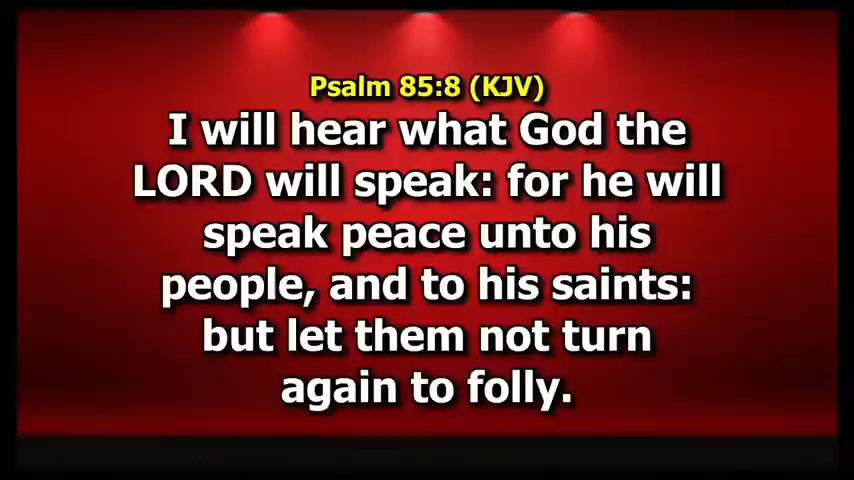 Psalm 85:8 (KJV)
I will hear what God the
LORD will speak: for he will
speak peace unto his
people, and to his saints:
but let them not turn
again to folly.